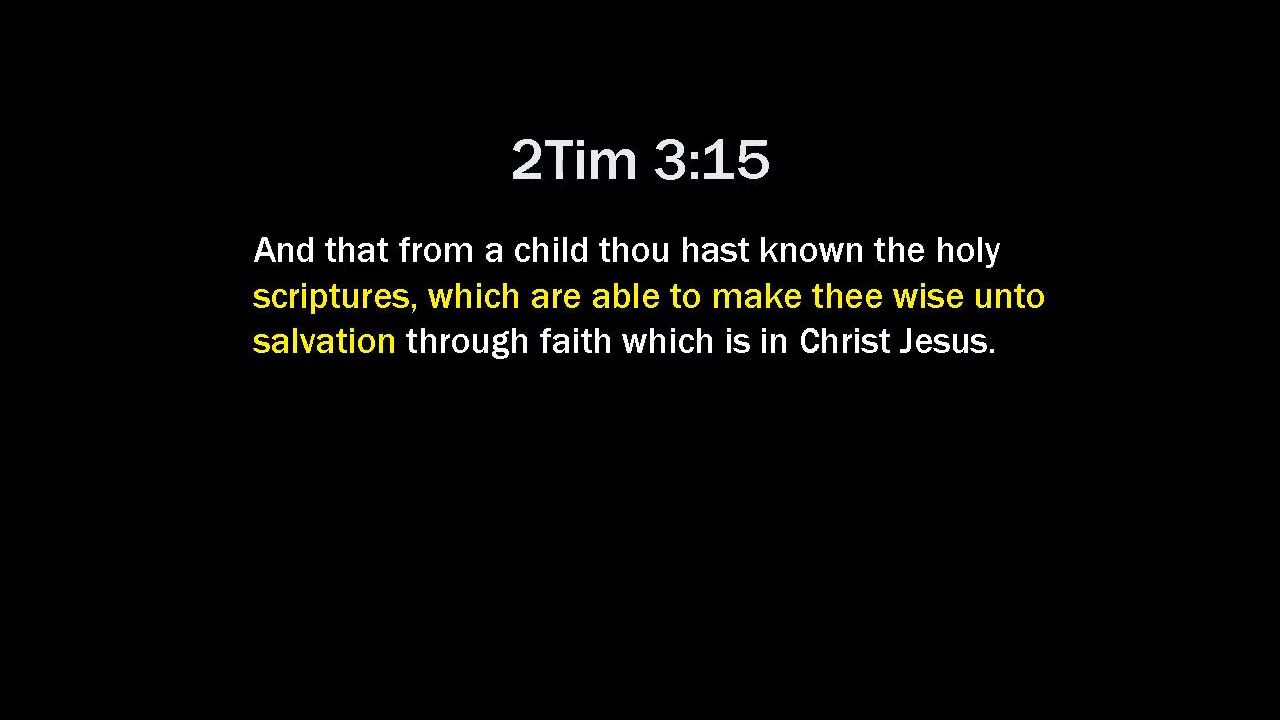 2Tim 3:15
And that from a child thou hast known the holy
scriptures, which are able to make thee wise unto
salvation through faith which is in Christ Jesus.